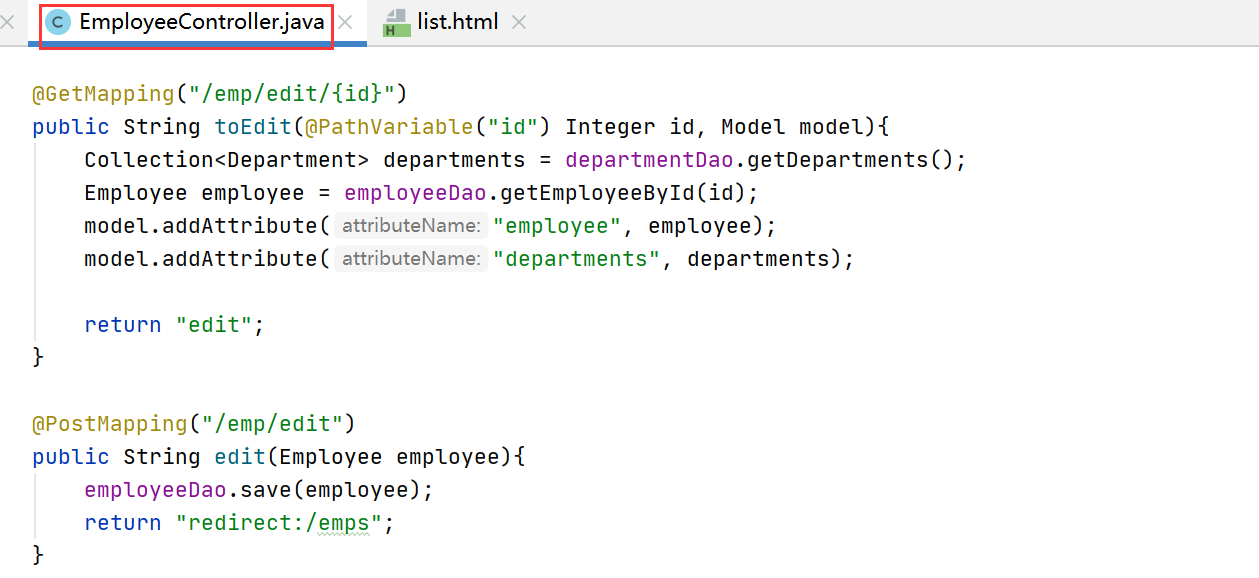 C EmployeeController.java × H list.html ×
@GetMapping("/emp/edit/{id}")
public String toEdit(@PathVariable("id") Integer id, Model model){
    Collection<Department> departments = departmentDao.getDepartments();
    Employee employee = employeeDao.getEmployeeById(id);
    model.addAttribute( attributeName: "employee", employee);
    model.addAttribute( attributeName: "departments", departments);
    return "edit";
}
@PostMapping("/emp/edit")
public String edit(Employee employee){
    employeeDao.save(employee);
    return "redirect:/emps";
}